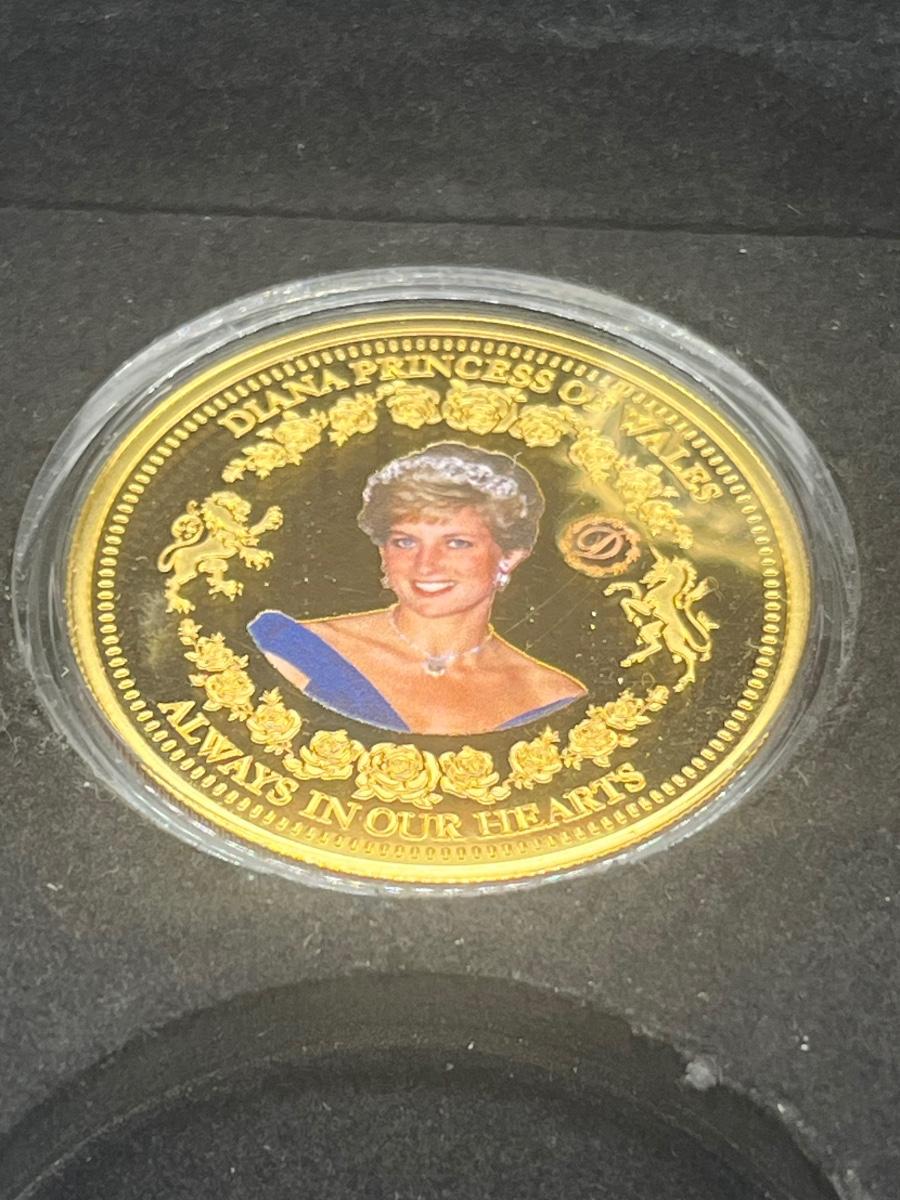 DIANA PRINCESS OF WALES
D
ALWAYS IN OUR HEARTS